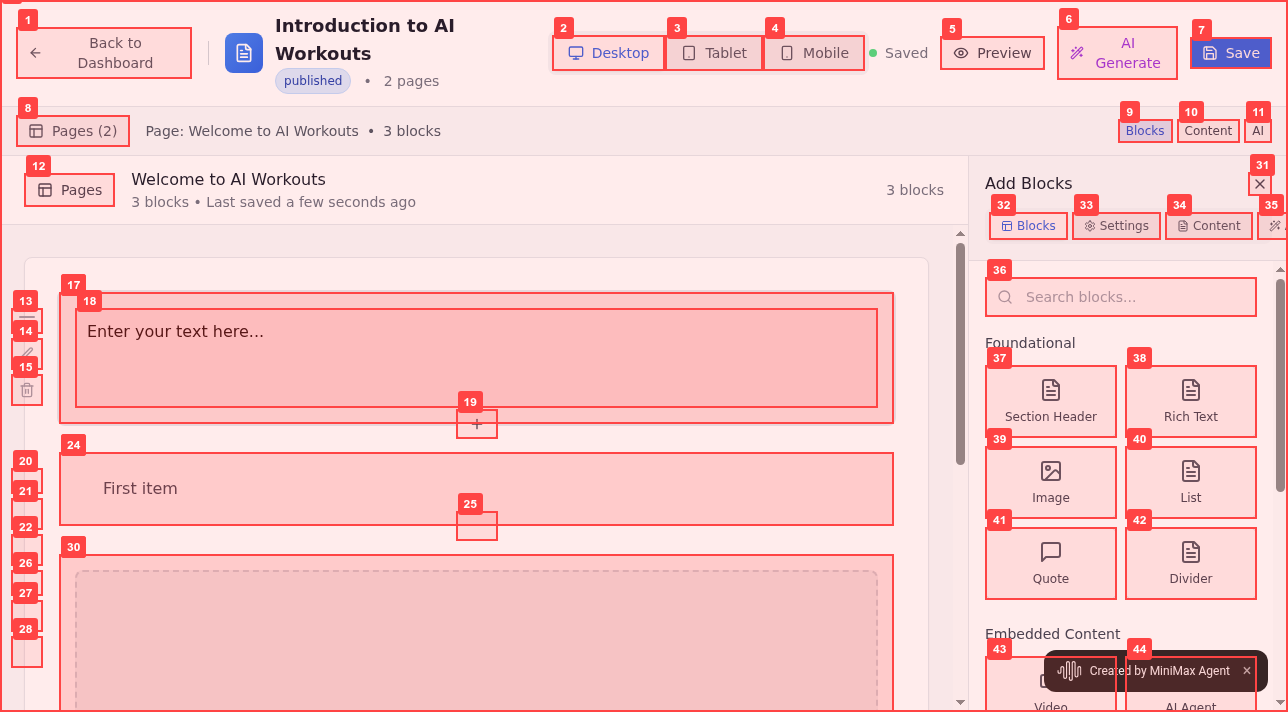 1
Back to
Dashboard
Introduction to AI
Workouts
published • 2 pages
2
Desktop
3
Tablet
4
Mobile
Saved
5
Preview
6
AI
Generate
7
Save
8
Pages (2)
Page: Welcome to AI Workouts • 3 blocks
9
Blocks
10
Content
11
AI
12
Pages
Welcome to AI Workouts
3 blocks • Last saved a few seconds ago
3 blocks
Add Blocks
31
32
Blocks
33
Settings
34
Content
35
13
14
15
17
18
Enter your text here...
19
20
21
22
24
First item
25
26
27
28
30
36
Search blocks...
Foundational
37
Section Header
38
Rich Text
39
Image
40
List
41
Quote
42
Divider
Embedded Content
43
Video
44
AI Agent
Created by MiniMax Agent ×